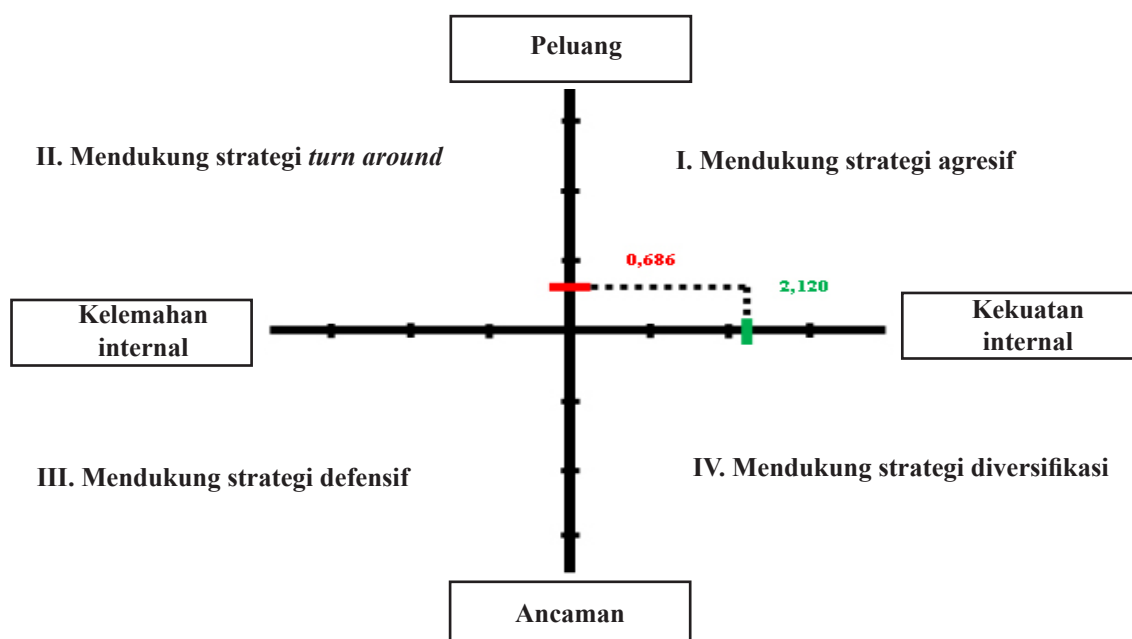 Peluang
II. Mendukung strategi turn around
I. Mendukung strategi agresif
0,686
2,120
Kelemahan
internal
Kekuatan
internal
III. Mendukung strategi defensif
IV. Mendukung strategi diversifikasi
Ancaman